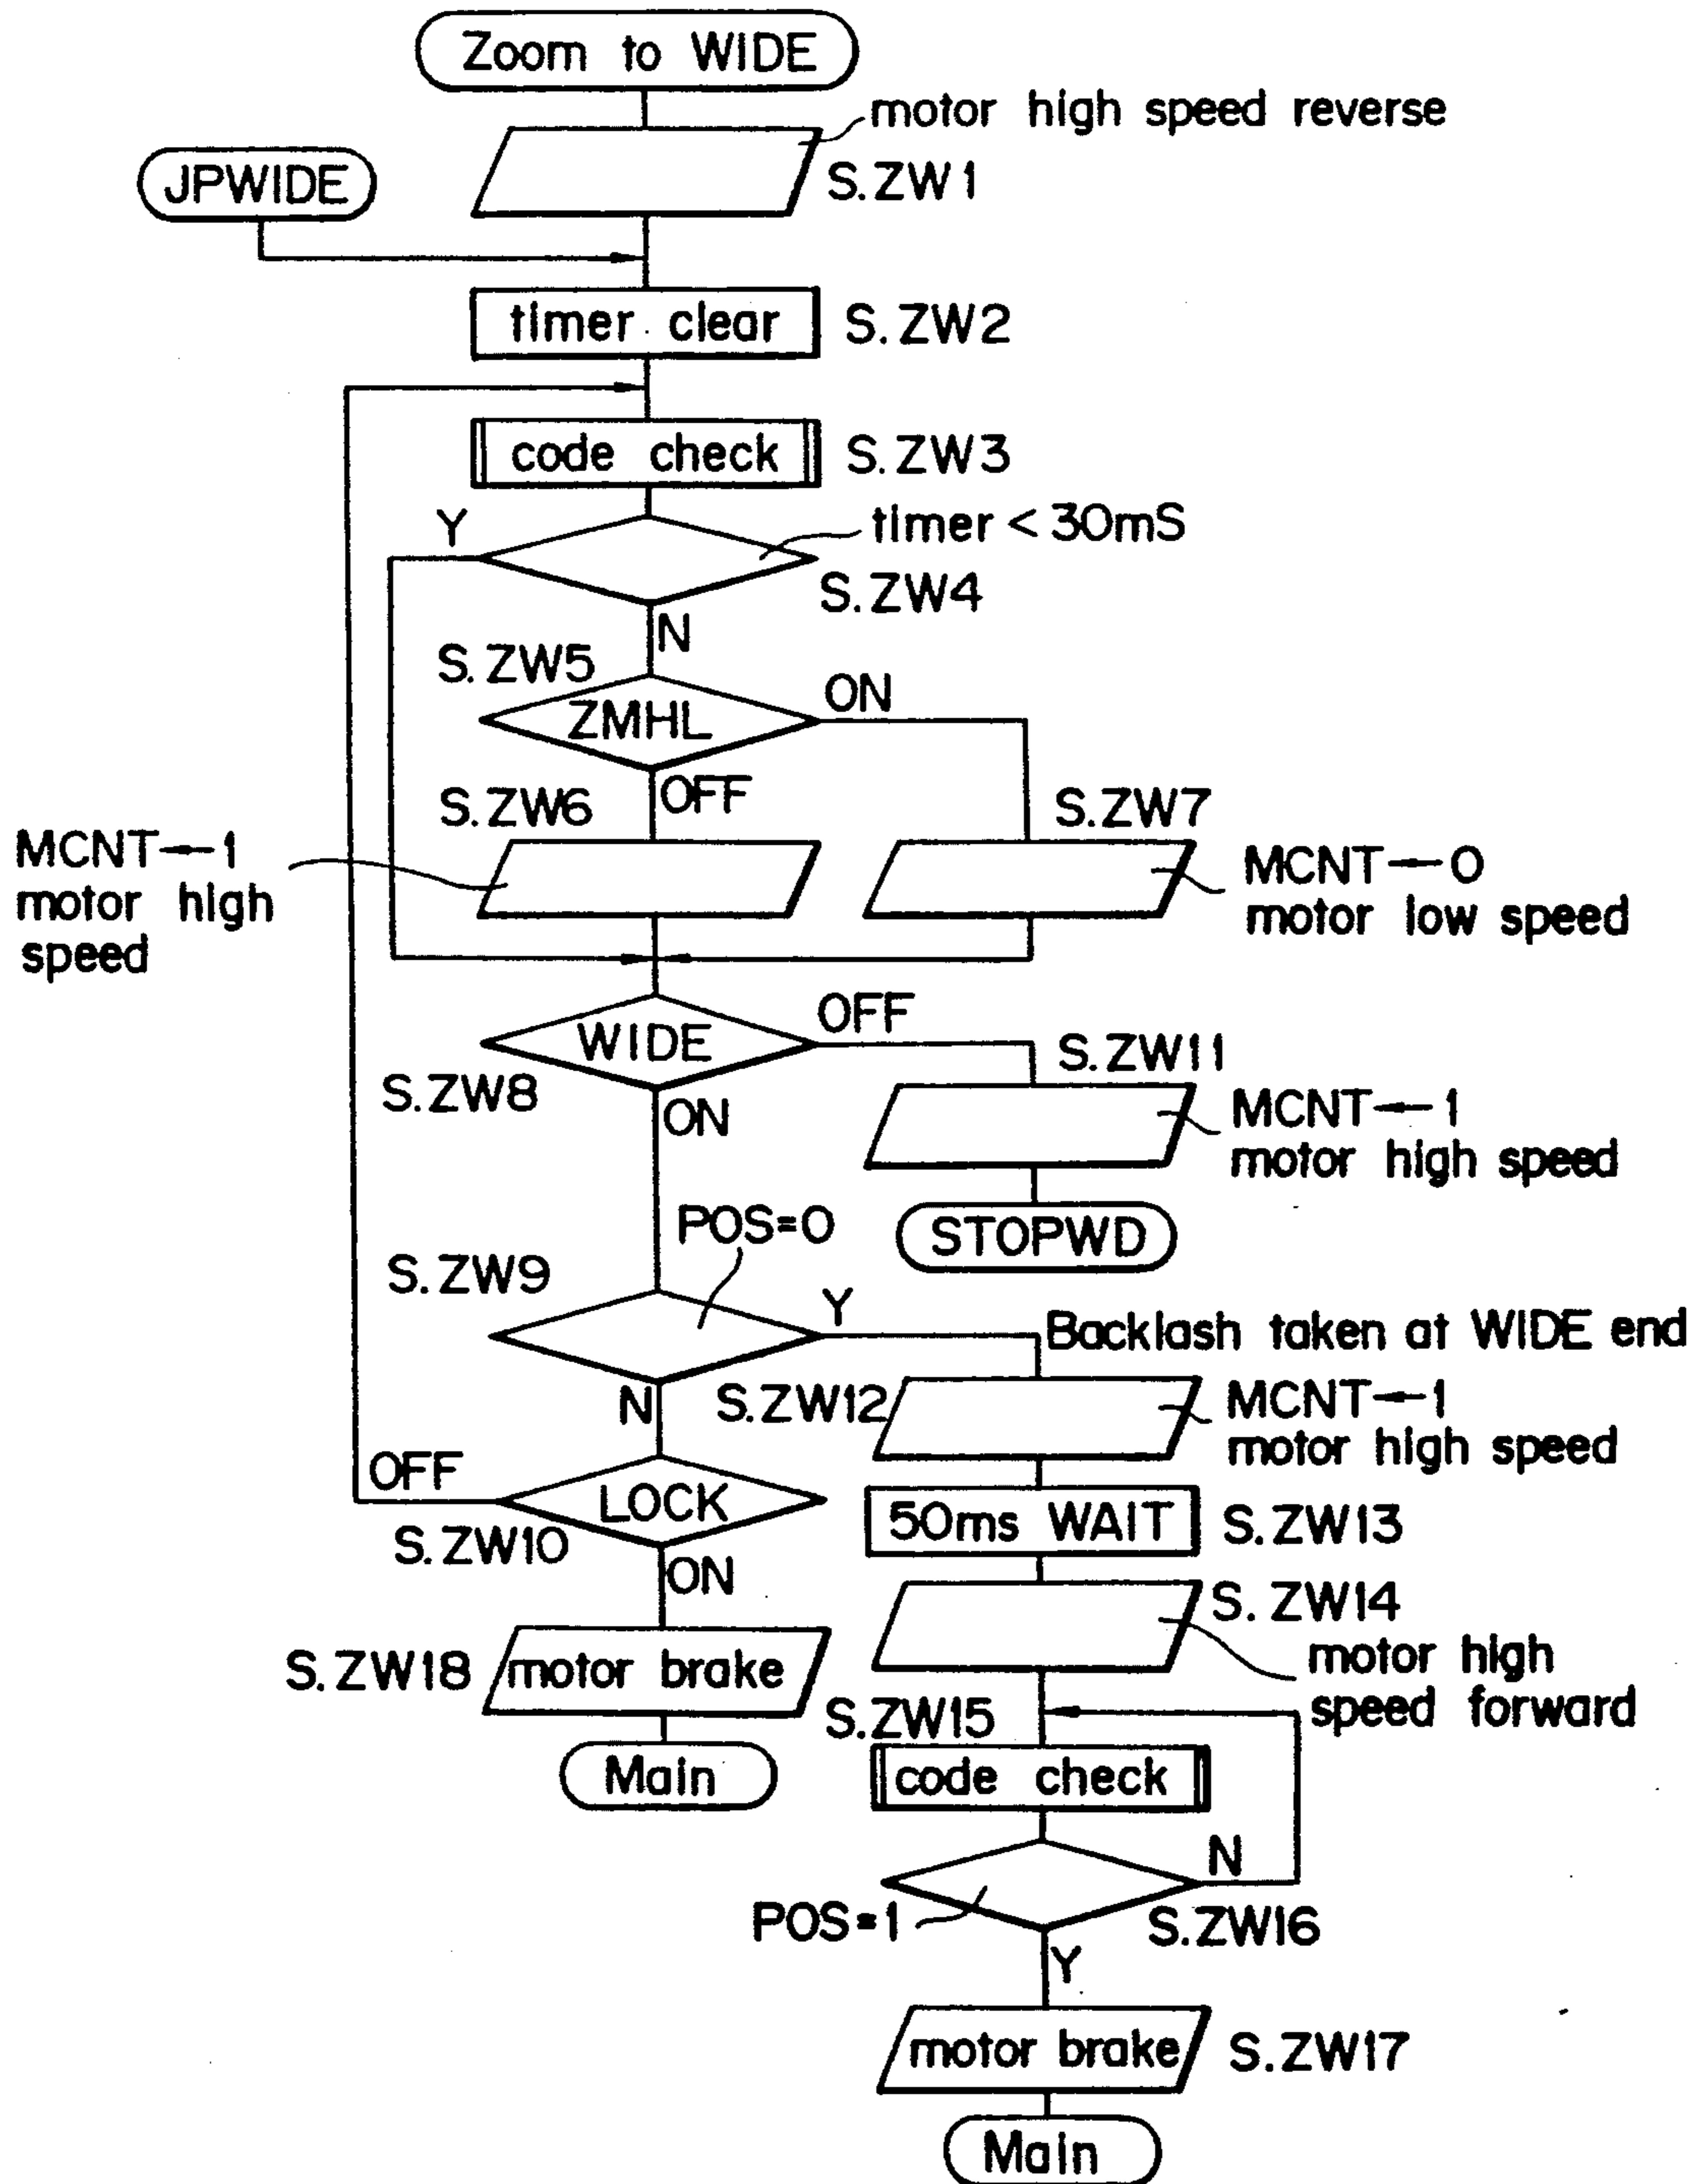 Zoom to WIDE
motor high speed reverse
JPWIDE
S.ZW1
timer clear
S.ZW2
code check
S.ZW3
Y
timer < 30mS
S.ZW4
N
S.ZW5
ZMHL
ON
OFF
S.ZW6
S.ZW7
MCNT←1
motor high
speed
MCNT←0
motor low speed
WIDE
OFF
S.ZW8
ON
S.ZW11
MCNT←1
motor high speed
STOPWD
POS=0
S.ZW9
Y
Backlash taken at WIDE end
N
S.ZW12
MCNT←1
motor high speed
OFF
LOCK
S.ZW10
ON
50ms WAIT
S.ZW13
S. ZW14
motor high
speed forward
S.ZW18
motor brake
Main
S.ZW15
code check
N
POS=1
S.ZW16
Y
motor brake
S.ZW17
Main